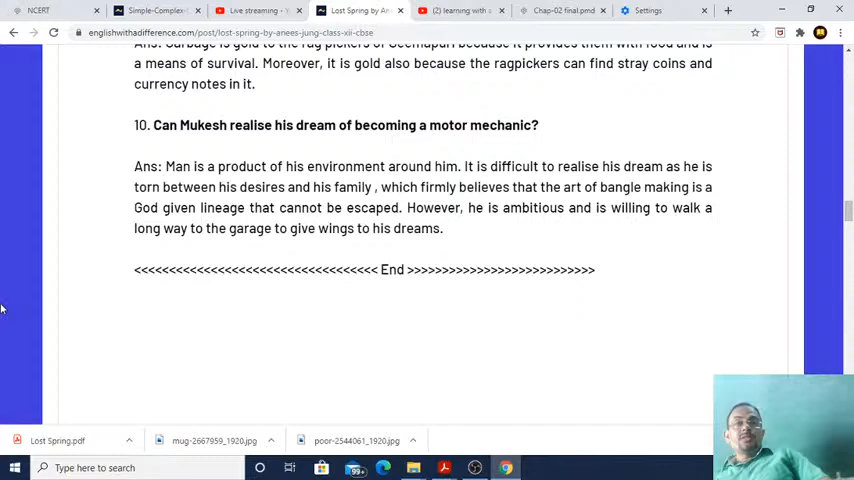 NCERT
Simple-Complex-
Live streaming - Y
Lost Spring by An
(2) learning with s
Chap-02 final.pmd
Settings
englishwithadifference.com/post/lost-spring-by-anees-jung-class-xii-cbse
Ans: Garbage is gold to the rag pickers of Seemapuri because it provides them with food and is
a means of survival. Moreover, it is gold also because the ragpickers can find stray coins and
currency notes in it.
10. Can Mukesh realise his dream of becoming a motor mechanic?
Ans: Man is a product of his environment around him. It is difficult to realise his dream as he is
torn between his desires and his family , which firmly believes that the art of bangle making is a
God given lineage that cannot be escaped. However, he is ambitious and is willing to walk a
long way to the garage to give wings to his dreams.
<<<<<<<<<<<<<<<<<<<<<<<<<<<<<<<<<<< End >>>>>>>>>>>>>>>>>>>>>>>>>>>
Lost Spring.pdf
mug-2667959_1920.jpg
poor-2544061_1920.jpg
Type here to search
99+